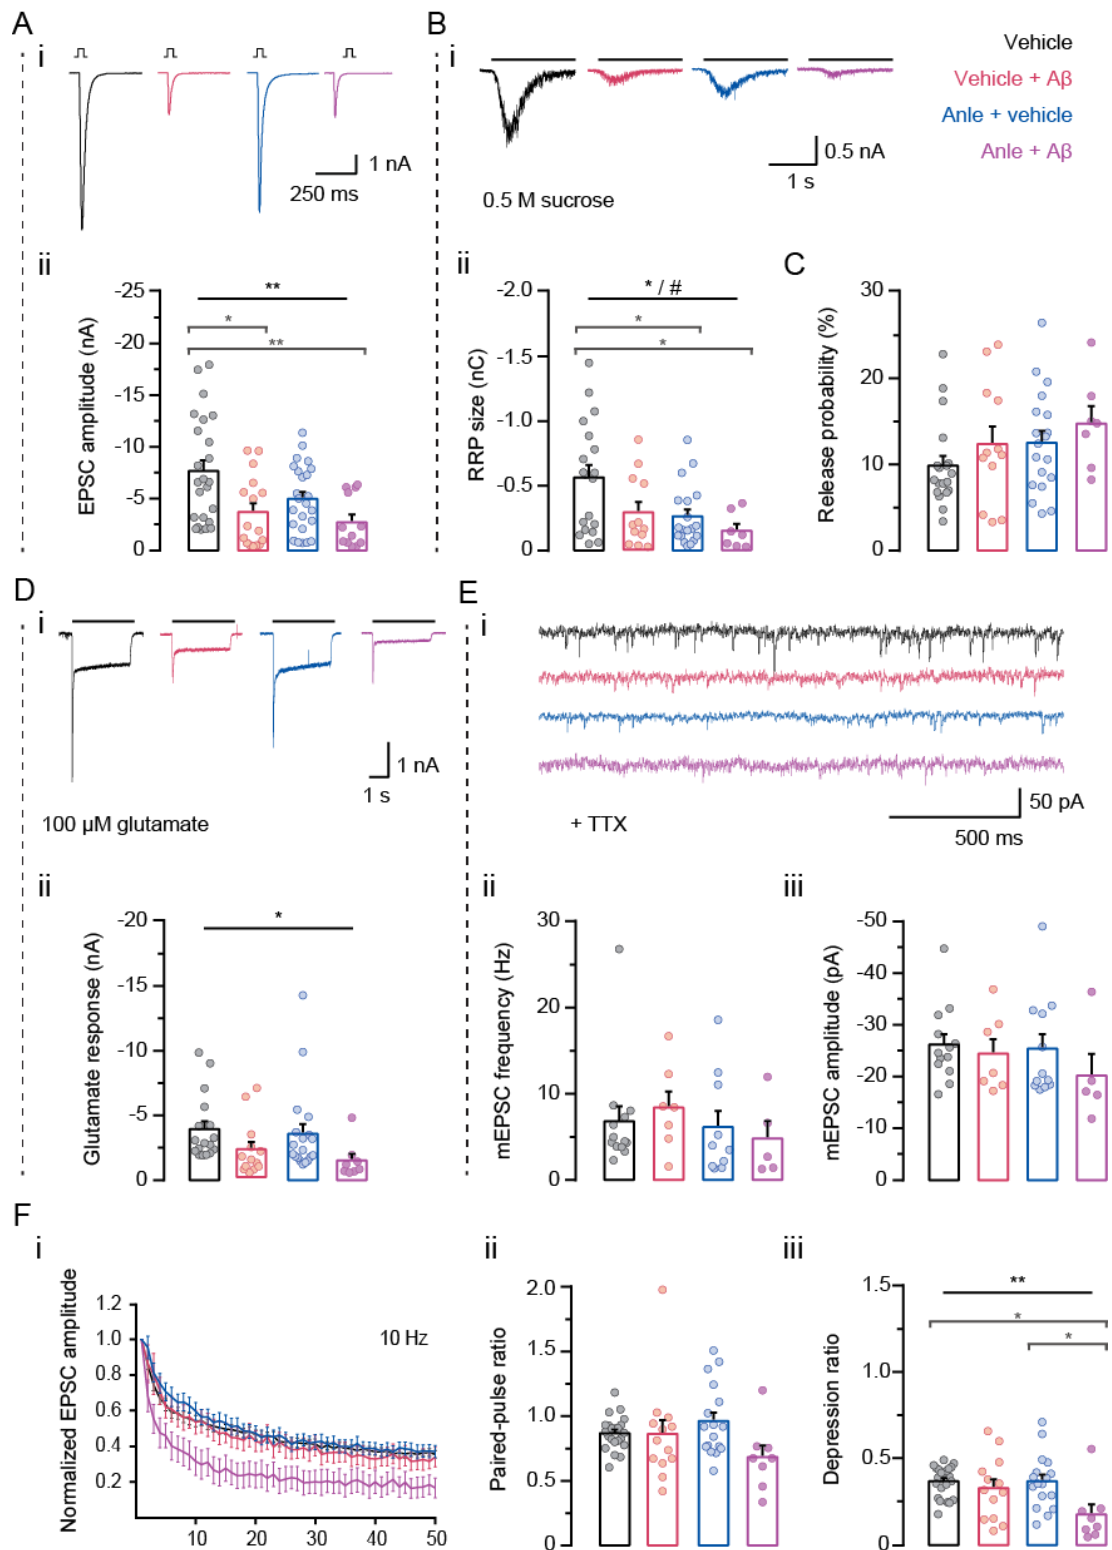 A
i
1 nA
250 ms
ii
EPSC amplitude (nA)
-25
-20
-15
-10
-5
0
**
*
**
B
i
0.5 nA
1 s
0.5 M sucrose
Vehicle
Vehicle + Aβ
Anle + vehicle
Anle + Aβ
ii
RRP size (nC)
-2.0
-1.5
-1.0
-0.5
0
* / #
*
*
C
Release probability (%)
30
20
10
0
D
i
1 nA
1 s
100 µM glutamate
ii
Glutamate response (nA)
-20
-15
-10
-5
0
*
E
i
50 pA
500 ms
+ TTX
ii
mEPSC frequency (Hz)
30
20
10
0
iii
mEPSC amplitude (pA)
-50
-40
-30
-20
-10
0
F
i
Normalized EPSC amplitude
1.2
1.0
0.8
0.6
0.4
0.2
10 Hz
10 20 30 40 50
ii
Paired-pulse ratio
2.0
1.5
1.0
0.5
0
iii
Depression ratio
1.5
1.0
0.5
0
**
*
*